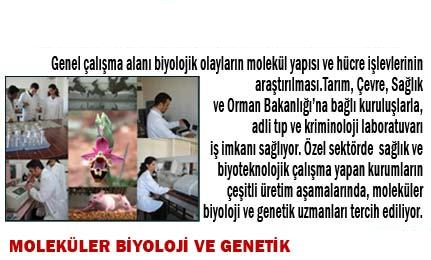 Genel çalışma alanı biyolojik olayların molekül yapısı ve hücre işlevlerinin
araştırılması.Tarım, Çevre, Sağlık
ve Orman Bakanlığı'na bağlı kuruluşlarla,
adli tıp ve kriminoloji laboratuvarı
iş imkanı sağlıyor. Özel sektörde sağlık ve
biyoteknolojik çalışma yapan kurumların
çeşitli üretim aşamalarında, moleküler
biyoloji ve genetik uzmanları tercih ediliyor.
MOLEKÜLER BİYOLOJİ VE GENETİK